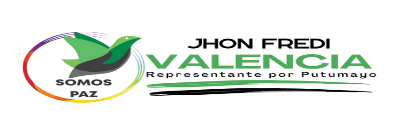 SOMOS
PAZ
JHON FREDI
VALENCIA
Representante por Putumayo